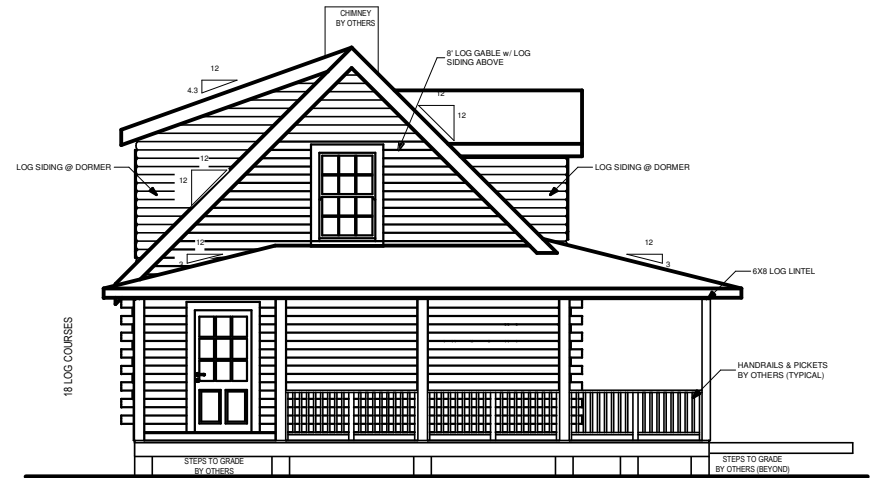 CHIMNEY
BY OTHERS
8' LOG GABLE w/ LOG
SIDING ABOVE
12
4.3
12
12
LOG SIDING @ DORMER
12
12
LOG SIDING @ DORMER
12
3
12
3
6X8 LOG LINTEL
18 LOG COURSES
HANDRAILS & PICKETS
BY OTHERS (TYPICAL)
STEPS TO GRADE
BY OTHERS
STEPS TO GRADE
BY OTHERS (BEYOND)